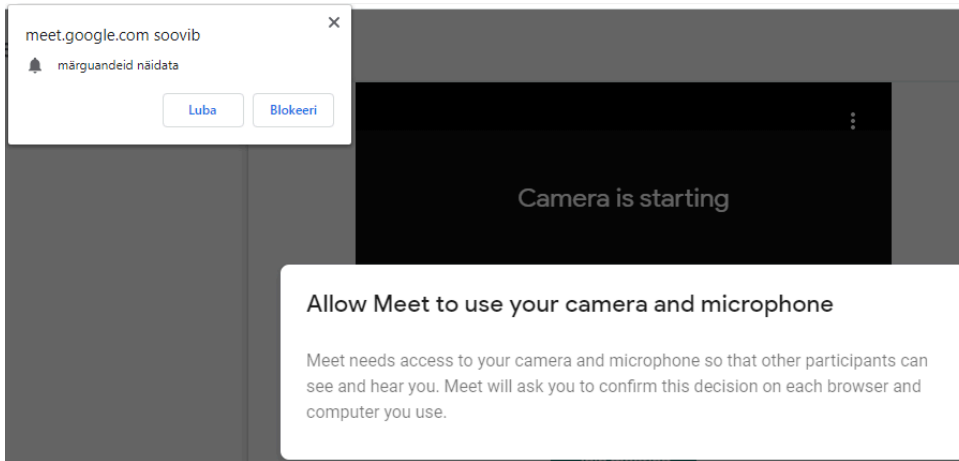 meet.google.com soovib
märguandeid näidata
Luba
Blokeeri
Camera is starting
Allow Meet to use your camera and microphone
Meet needs access to your camera and microphone so that other participants can
see and hear you. Meet will ask you to confirm this decision on each browser and
computer you use.